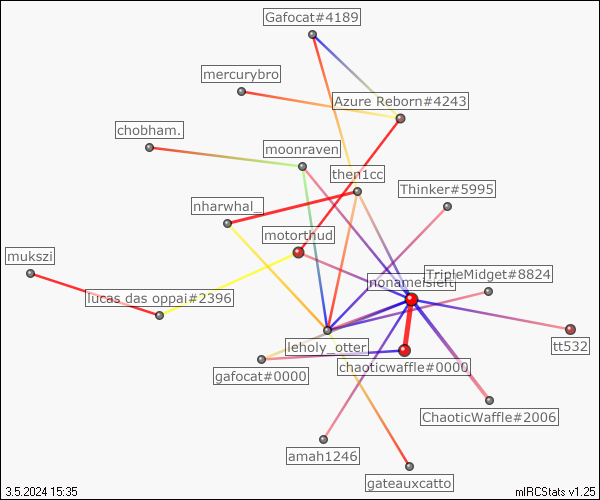 Gafocat#4189
mercurybro
Azure Reborn#4243
chobham.
moonraven
then1cc
Thinker#5995
nharwhal_
motorthud
mukszi
TripleMidget#8824
lucas das oppai#2396
leholy_otter
tt532
chaoticwaffle#0000
gafocat#0000
ChaoticWaffle#2006
amah1246
gateauxcatto
3.5.2024 15:35
mIRCStats v1.25